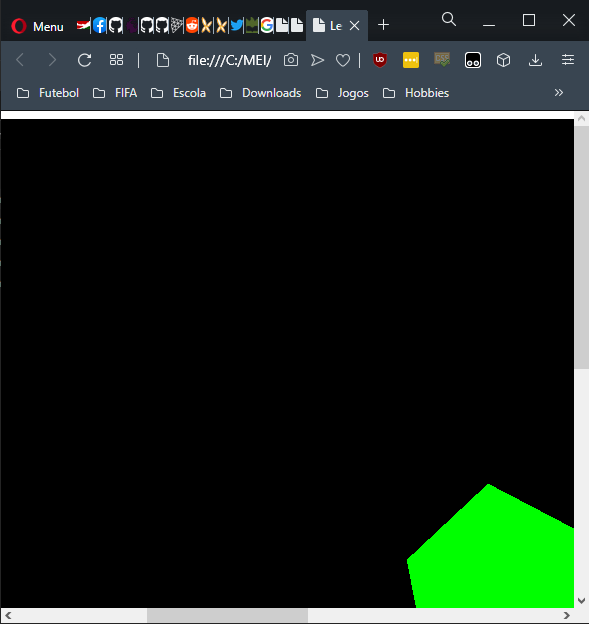 Menu
Le
file:///C:/MEI/
Futebol FIFA Escola Downloads Jogos Hobbies